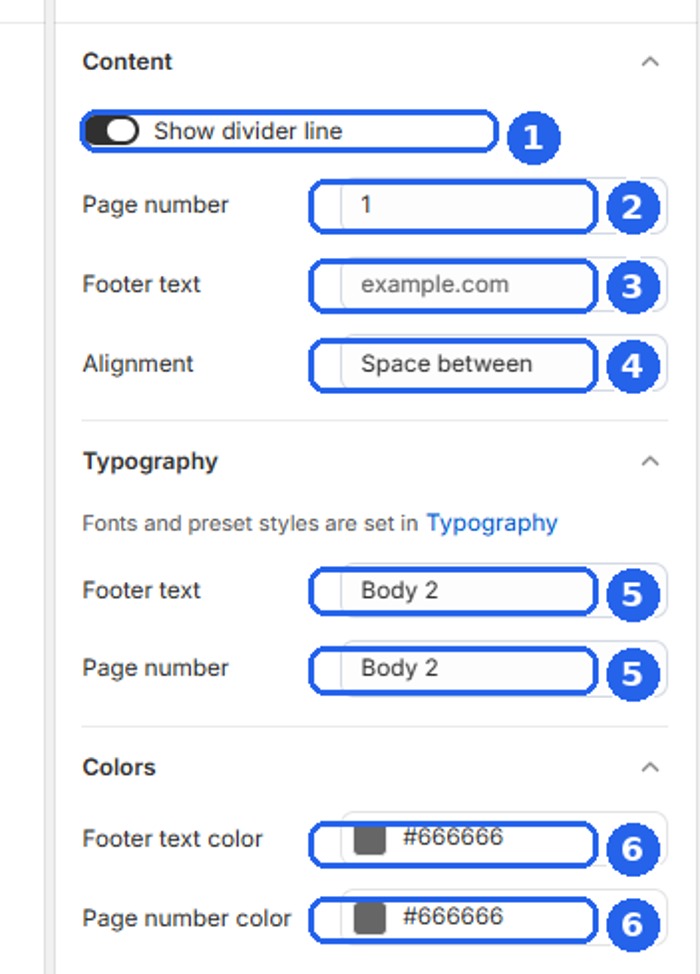 Content
Show divider line 1
Page number 1 2
Footer text example.com 3
Alignment Space between 4
Typography
Fonts and preset styles are set in Typography
Footer text Body 2 5
Page number Body 2 5
Colors
Footer text color #666666 6
Page number color #666666 6